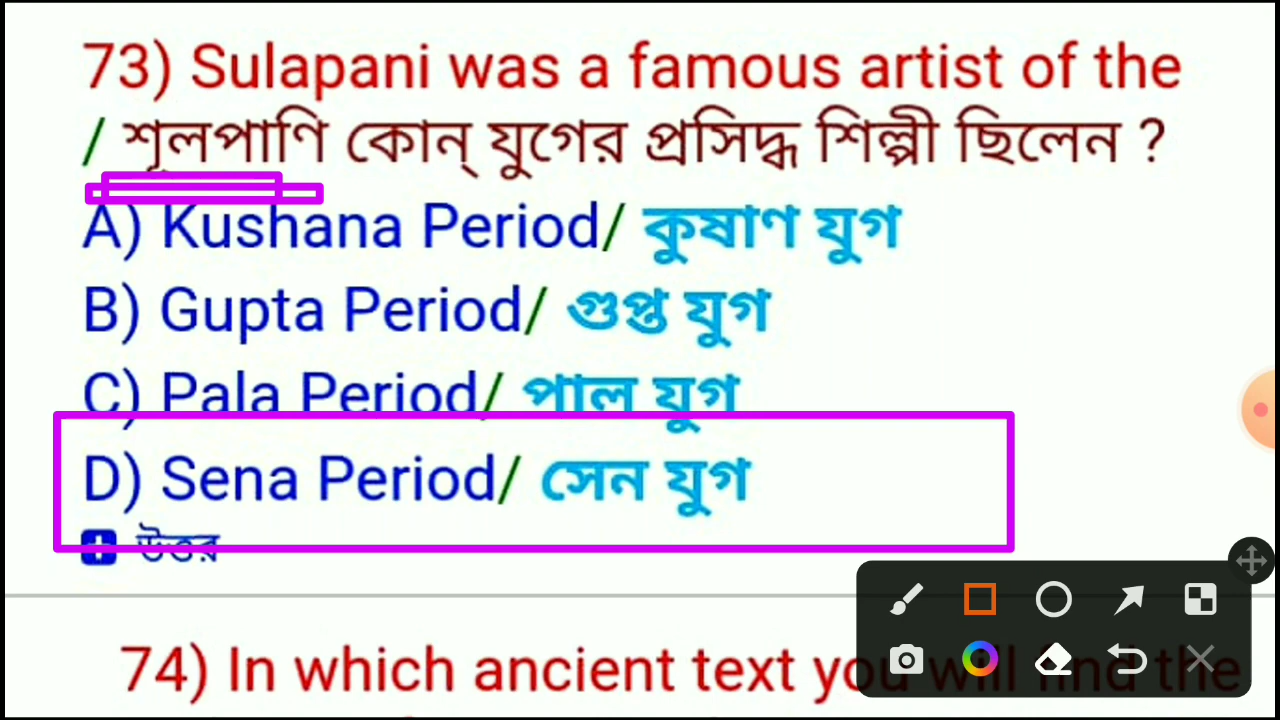 73) Sulapani was a famous artist of the
/ শূলপাণি কোন্ যুগের প্রসিদ্ধ শিল্পী ছিলেন ?
A) Kushana Period/ কুষাণ যুগ
B) Gupta Period/ গুপ্ত যুগ
C) Pala Period/ পাল যুগ
D) Sena Period/ সেন যুগ
উত্তর
74) In which ancient text you will find the